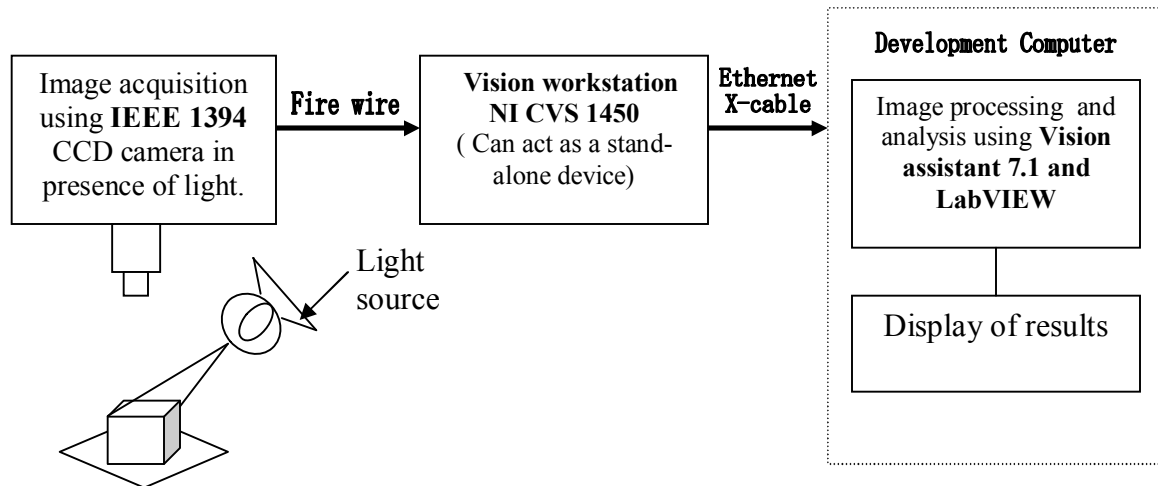 Image acquisition
using IEEE 1394
CCD camera in
presence of light.
Fire wire
Vision workstation
NI CVS 1450
( Can act as a stand-
alone device)
Ethernet
X-cable
Development Computer
Image processing and
analysis using Vision
assistant 7.1 and
LabVIEW
Display of results
Light
source